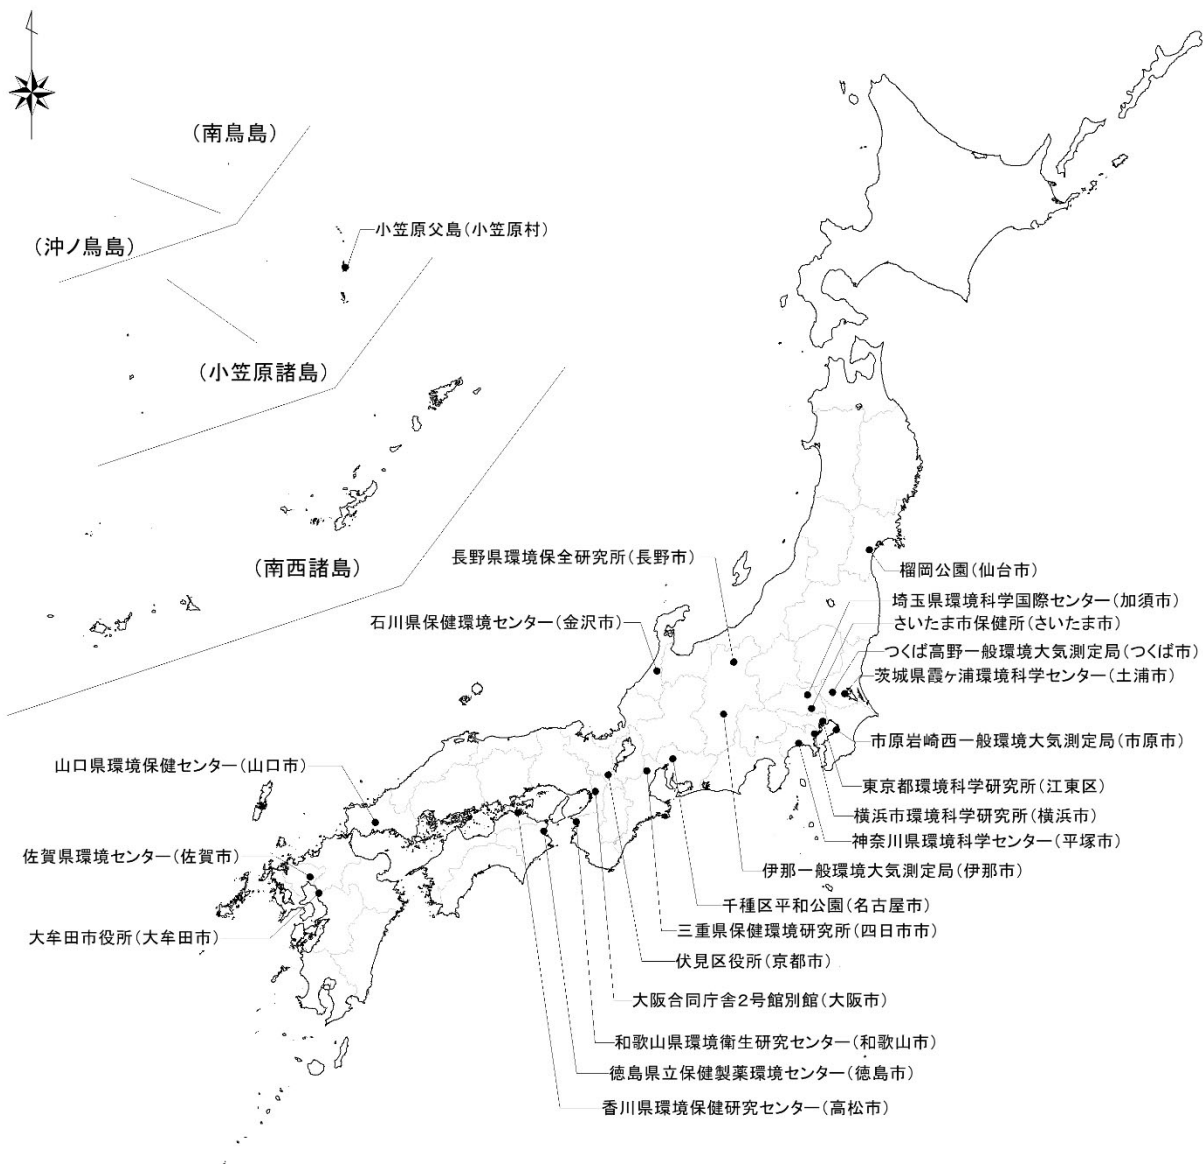 (南鳥島)
(沖ノ鳥島)
小笠原父島(小笠原村)
(小笠原諸島)
(南西諸島)
長野県環境保全研究所(長野市)
石川県保健環境センター(金沢市)
榴岡公園(仙台市)
埼玉県環境科学国際センター(加須市)
さいたま市保健所(さいたま市)
つくば高野一般環境大気測定局(つくば市)
茨城県霞ヶ浦環境科学センター(土浦市)
市原岩崎西一般環境大気測定局(市原市)
東京都環境科学研究所(江東区)
横浜市環境科学研究所(横浜市)
神奈川県環境科学センター(平塚市)
伊那一般環境大気測定局(伊那市)
千種区平和公園(名古屋市)
三重県保健環境研究所(四日市市)
伏見区役所(京都市)
大阪合同庁舎2号館別館(大阪市)
和歌山県環境衛生研究センター(和歌山市)
徳島県立保健製薬環境センター(徳島市)
香川県環境保健研究センター(高松市)
山口県環境保健センター(山口市)
佐賀県環境センター(佐賀市)
大牟田市役所(大牟田市)